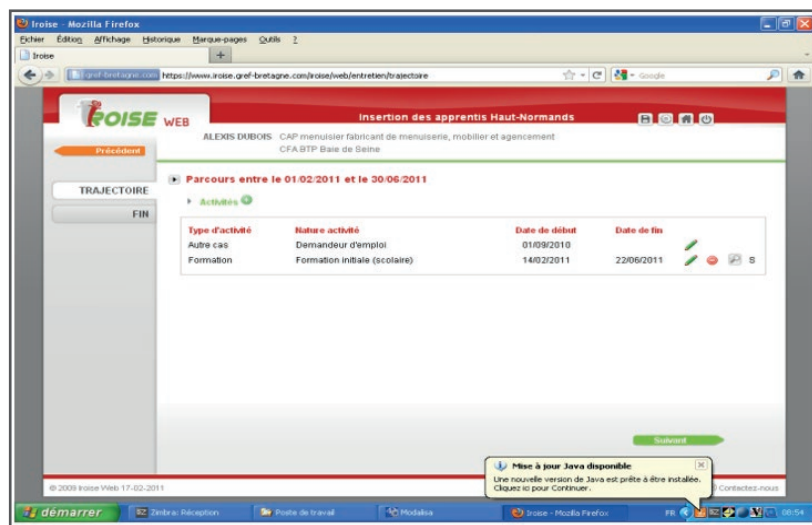 Iroise - Mozilla Firefox
Fichier Édition Affichage Historique Marque-pages Outils ?
Iroise +
gref-bretagne.com https://www.iroise.gref-bretagne.com/iroise/web/entretien/trajectoire Google
IROISE WEB Insertion des apprentis Haut-Normands
ALEXIS DUBOIS CAP menuisier fabricant de menuiserie, mobilier et agencement
CFA BTP Baie de Seine
Précédent
TRAJECTOIRE
FIN
Parcours entre le 01/02/2011 et le 30/06/2011
Activités
Type d'activité Nature activité Date de début Date de fin
Autre cas Demandeur d'emploi 01/09/2010
Formation Formation initiale (scolaire) 14/02/2011 22/06/2011 S
Suivant
Mise à jour Java disponible
Une nouvelle version de Java est prête à être installée.
Cliquez ici pour Continuer.
© 2009 Iroise Web 17-02-2011 Contactez-nous
démarrer Zimbra: Réception Poste de travail Modalisa Iroise - Mozilla Firefox FR 08:54